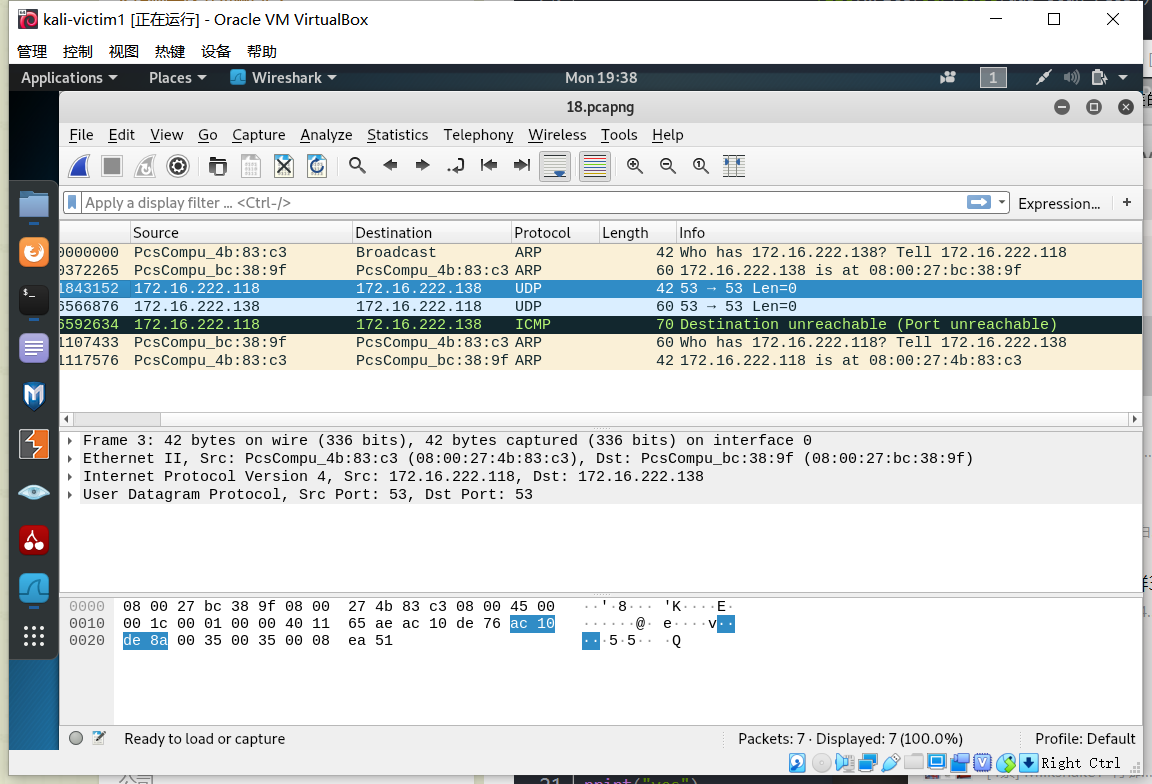 kali-victim1 [正在运行] - Oracle VM VirtualBox
管理 控制 视图 热键 设备 帮助
Applications Places Wireshark Mon 19:38 1
18.pcapng
File Edit View Go Capture Analyze Statistics Telephony Wireless Tools Help
Apply a display filter ... <Ctrl-/> Expression... +
Source Destination Protocol Length Info
0000000 PcsCompu_4b:83:c3 Broadcast ARP 42 Who has 172.16.222.138? Tell 172.16.222.118
0372265 PcsCompu_bc:38:9f PcsCompu_4b:83:c3 ARP 60 172.16.222.138 is at 08:00:27:bc:38:9f
1843152 172.16.222.118 172.16.222.138 UDP 42 53 → 53 Len=0
6566876 172.16.222.138 172.16.222.118 UDP 60 53 → 53 Len=0
6592634 172.16.222.118 172.16.222.138 ICMP 70 Destination unreachable (Port unreachable)
1107433 PcsCompu_bc:38:9f PcsCompu_4b:83:c3 ARP 60 Who has 172.16.222.118? Tell 172.16.222.138
1117576 PcsCompu_4b:83:c3 PcsCompu_bc:38:9f ARP 42 172.16.222.118 is at 08:00:27:4b:83:c3
Frame 3: 42 bytes on wire (336 bits), 42 bytes captured (336 bits) on interface 0
Ethernet II, Src: PcsCompu_4b:83:c3 (08:00:27:4b:83:c3), Dst: PcsCompu_bc:38:9f (08:00:27:bc:38:9f)
Internet Protocol Version 4, Src: 172.16.222.118, Dst: 172.16.222.138
User Datagram Protocol, Src Port: 53, Dst Port: 53
0000 08 00 27 bc 38 9f 08 00 27 4b 83 c3 08 00 45 00 ··'·8··· 'K····E·
0010 00 1c 00 01 00 00 40 11 65 ae ac 10 de 76 ac 10 ······@· e····v··
0020 de 8a 00 35 00 35 00 08 ea 51 ···5·5·· ·Q
Ready to load or capture Packets: 7 · Displayed: 7 (100.0%) Profile: Default
Right Ctrl